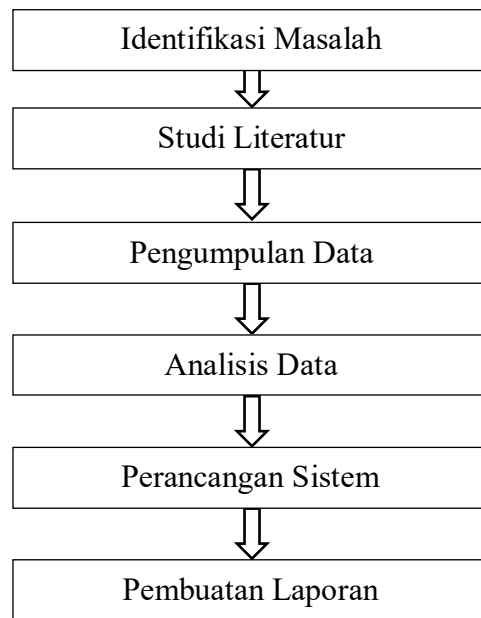 Identifikasi Masalah
Studi Literatur
Pengumpulan Data
Analisis Data
Perancangan Sistem
Pembuatan Laporan